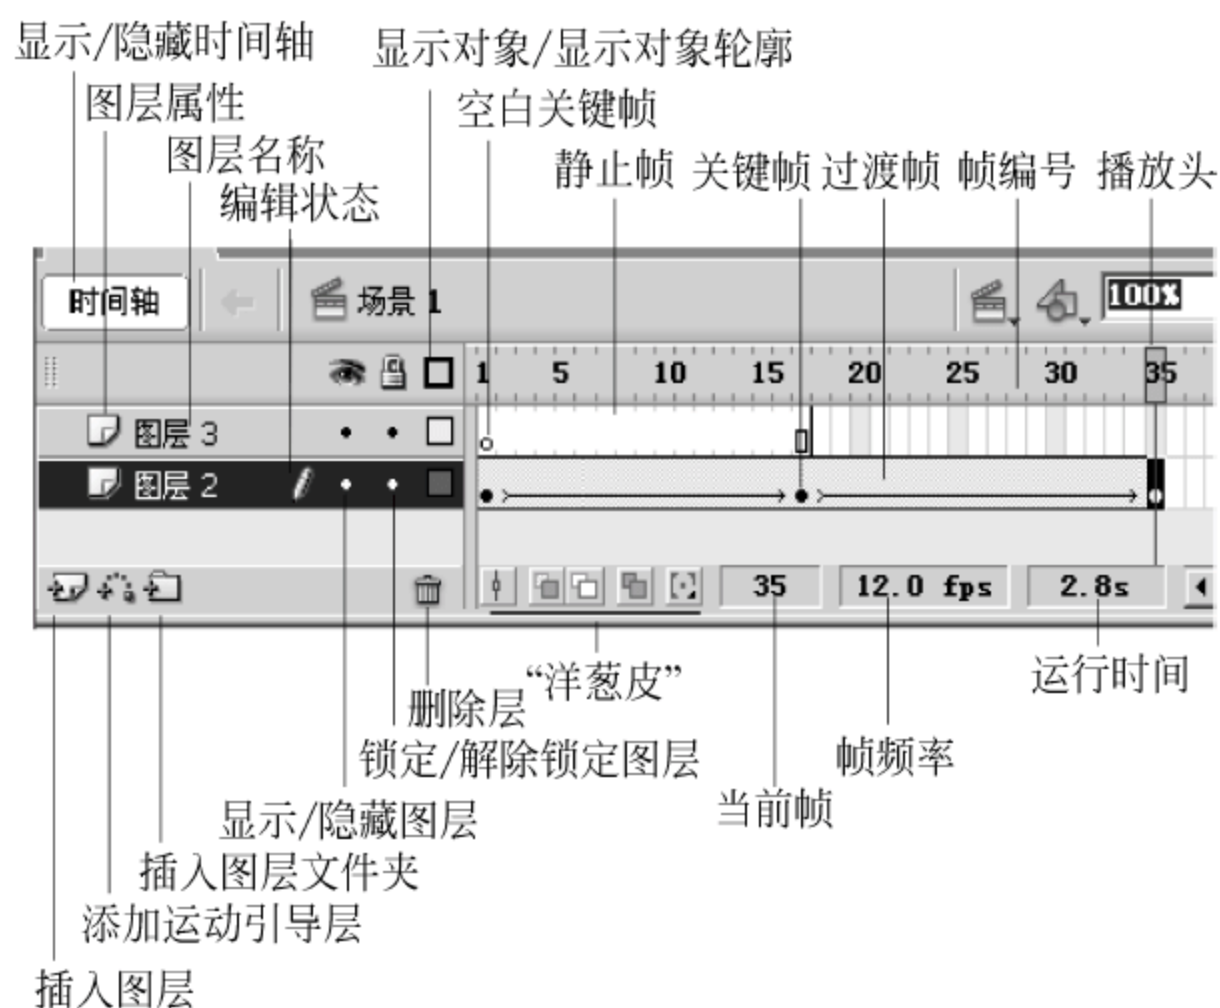 显示/隐藏时间轴
显示对象/显示对象轮廓
图层属性
空白关键帧
图层名称
静止帧 关键帧 过渡帧 帧编号 播放头
编辑状态
时间轴
场景 1
100%
1 5 10 15 20 25 30 35
图层 3
图层 2
35
12.0 fps
2.8s
“洋葱皮”
运行时间
删除层
锁定/解除锁定图层
帧频率
当前帧
显示/隐藏图层
插入图层文件夹
添加运动引导层
插入图层